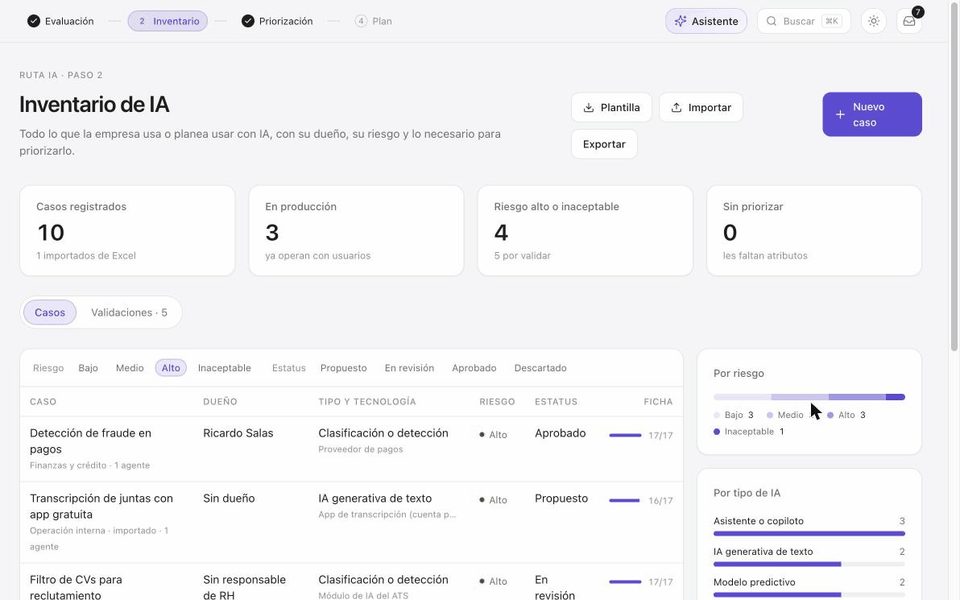 Evaluación
2 Inventario
Priorización
4 Plan
Asistente
Buscar ⌘K
7
RUTA IA · PASO 2
Inventario de IA
Todo lo que la empresa usa o planea usar con IA, con su dueño, su riesgo y lo necesario para
priorizarlo.
Plantilla
Importar
Exportar
+ Nuevo
caso
Casos registrados
10
1 importados de Excel
En producción
3
ya operan con usuarios
Riesgo alto o inaceptable
4
5 por validar
Sin priorizar
0
les faltan atributos
Casos
Validaciones · 5
Riesgo Bajo Medio Alto Inaceptable Estatus Propuesto En revisión Aprobado Descartado
CASO DUEÑO TIPO Y TECNOLOGÍA RIESGO ESTATUS FICHA
Detección de fraude en
pagos
Finanzas y crédito · 1 agente
Ricardo Salas
Clasificación o detección
Proveedor de pagos
Alto
Aprobado
17/17
Transcripción de juntas con
app gratuita
Operación interna · importado · 1
agente
Sin dueño
IA generativa de texto
App de transcripción (cuenta p...
Alto
Propuesto
16/17
Filtro de CVs para
reclutamiento
Sin responsable
de RH
Clasificación o detección
Módulo de IA del ATS
Alto
En
revisión
17/17
Por riesgo
Bajo 3 Medio Alto 3
Inaceptable 1
Por tipo de IA
Asistente o copiloto 3
IA generativa de texto 2
Modelo predictivo 2